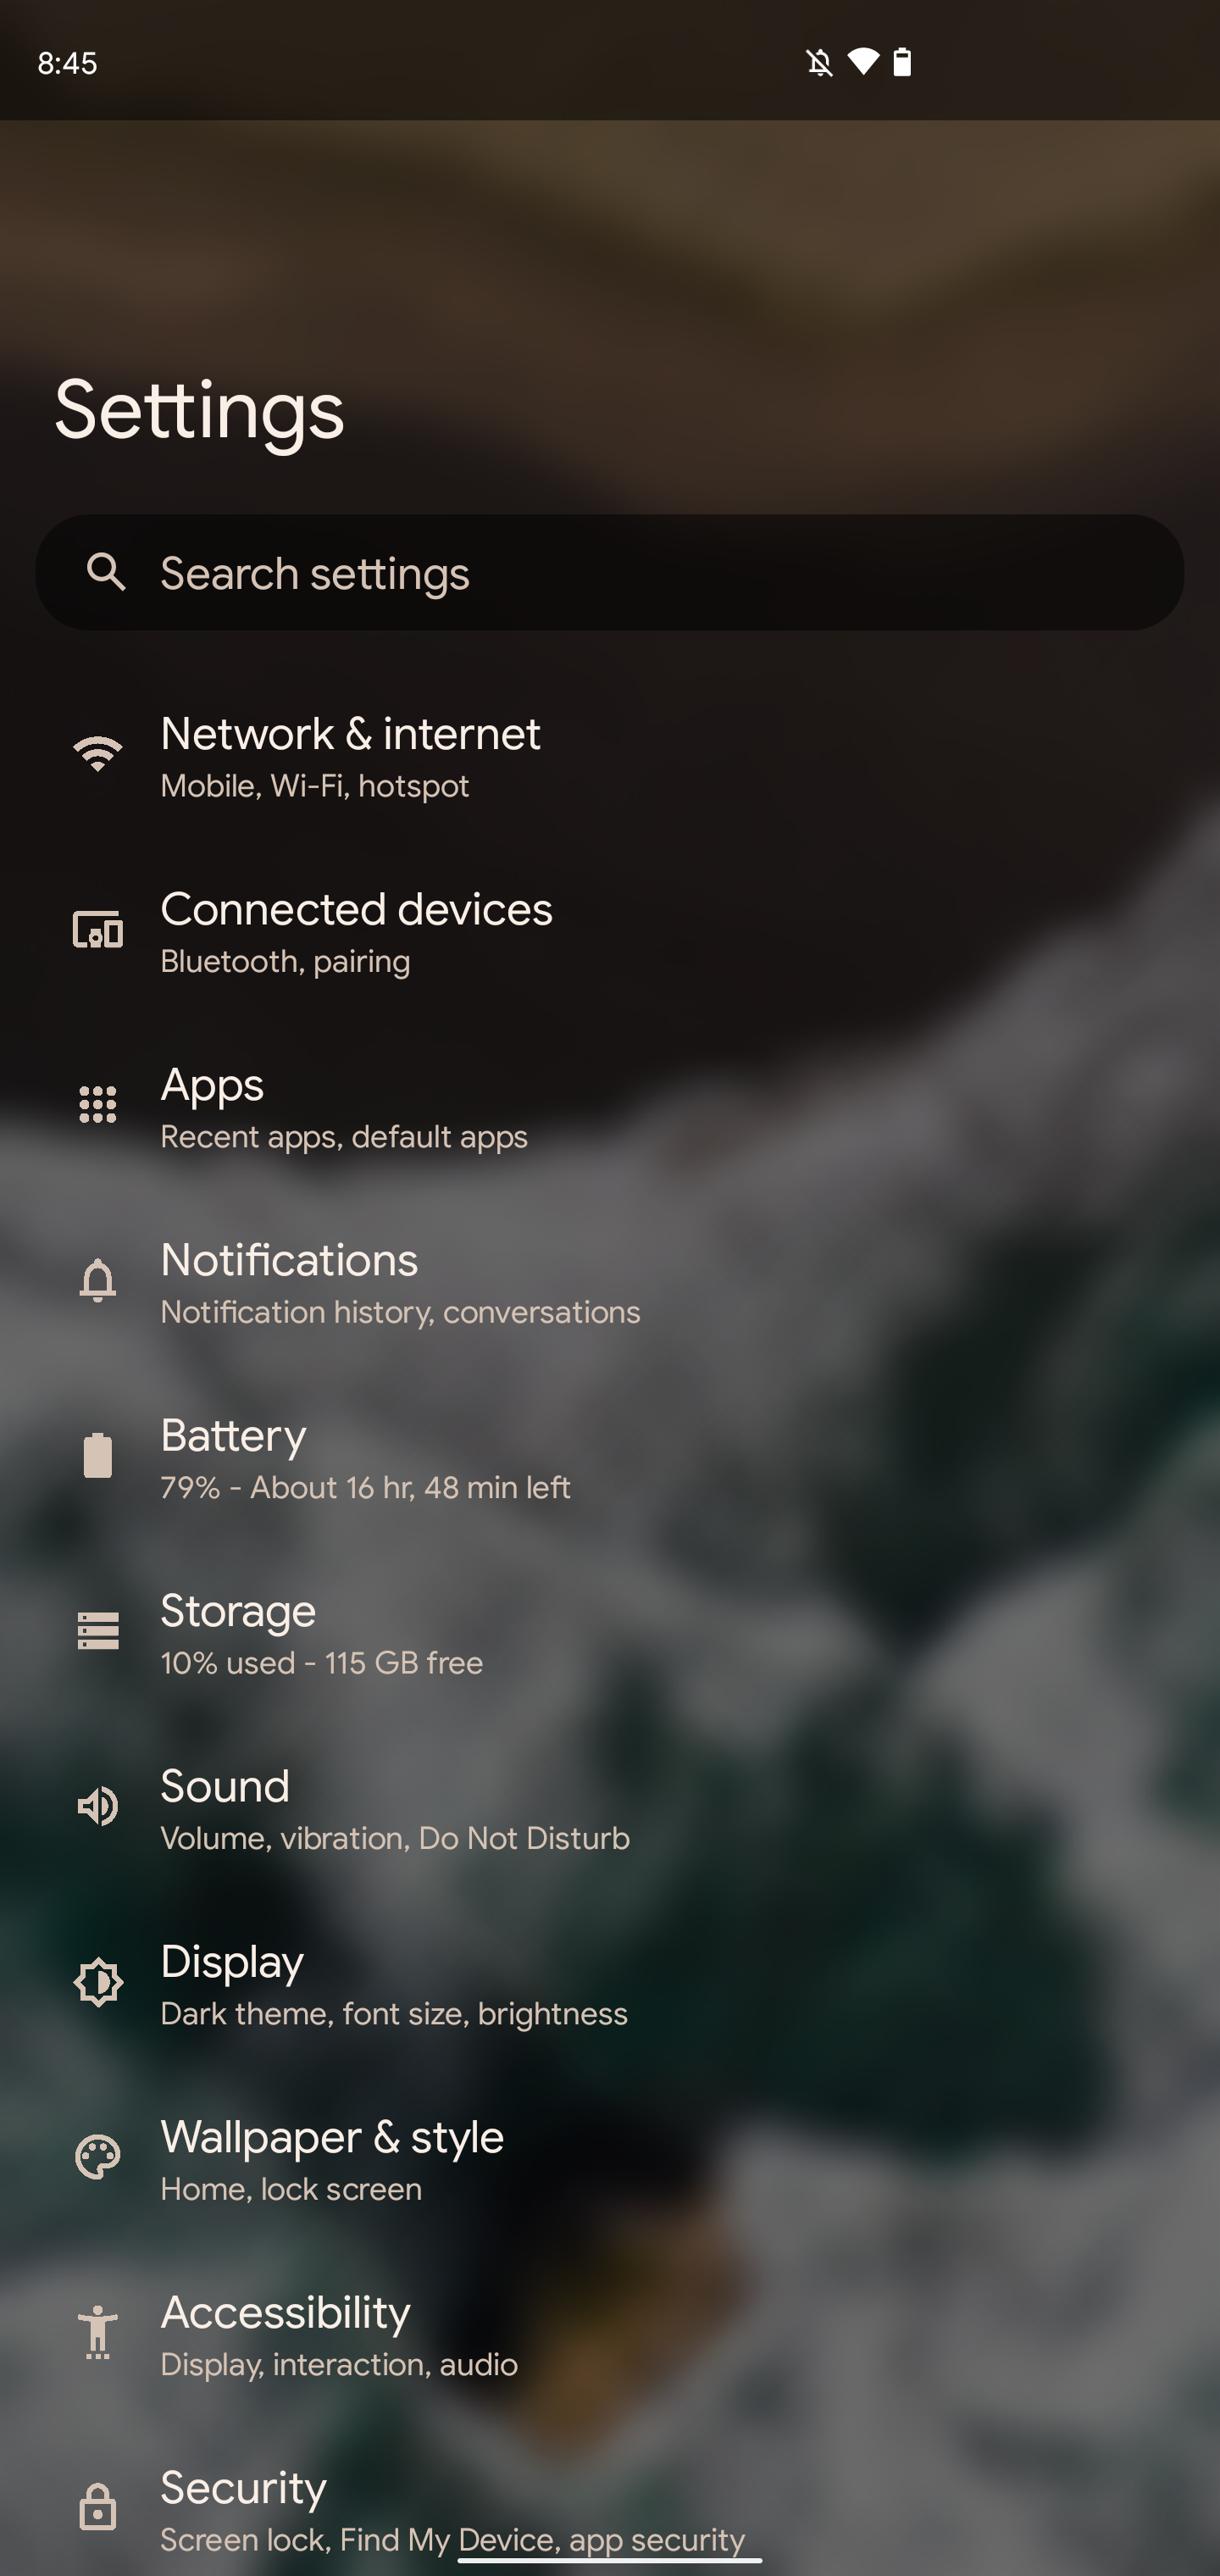 8:45
Settings
Search settings
Network & internet
Mobile, Wi-Fi, hotspot
Connected devices
Bluetooth, pairing
Apps
Recent apps, default apps
Notifications
Notification history, conversations
Battery
79% - About 16 hr, 48 min left
Storage
10% used - 115 GB free
Sound
Volume, vibration, Do Not Disturb
Display
Dark theme, font size, brightness
Wallpaper & style
Home, lock screen
Accessibility
Display, interaction, audio
Security
Screen lock, Find My Device, app security